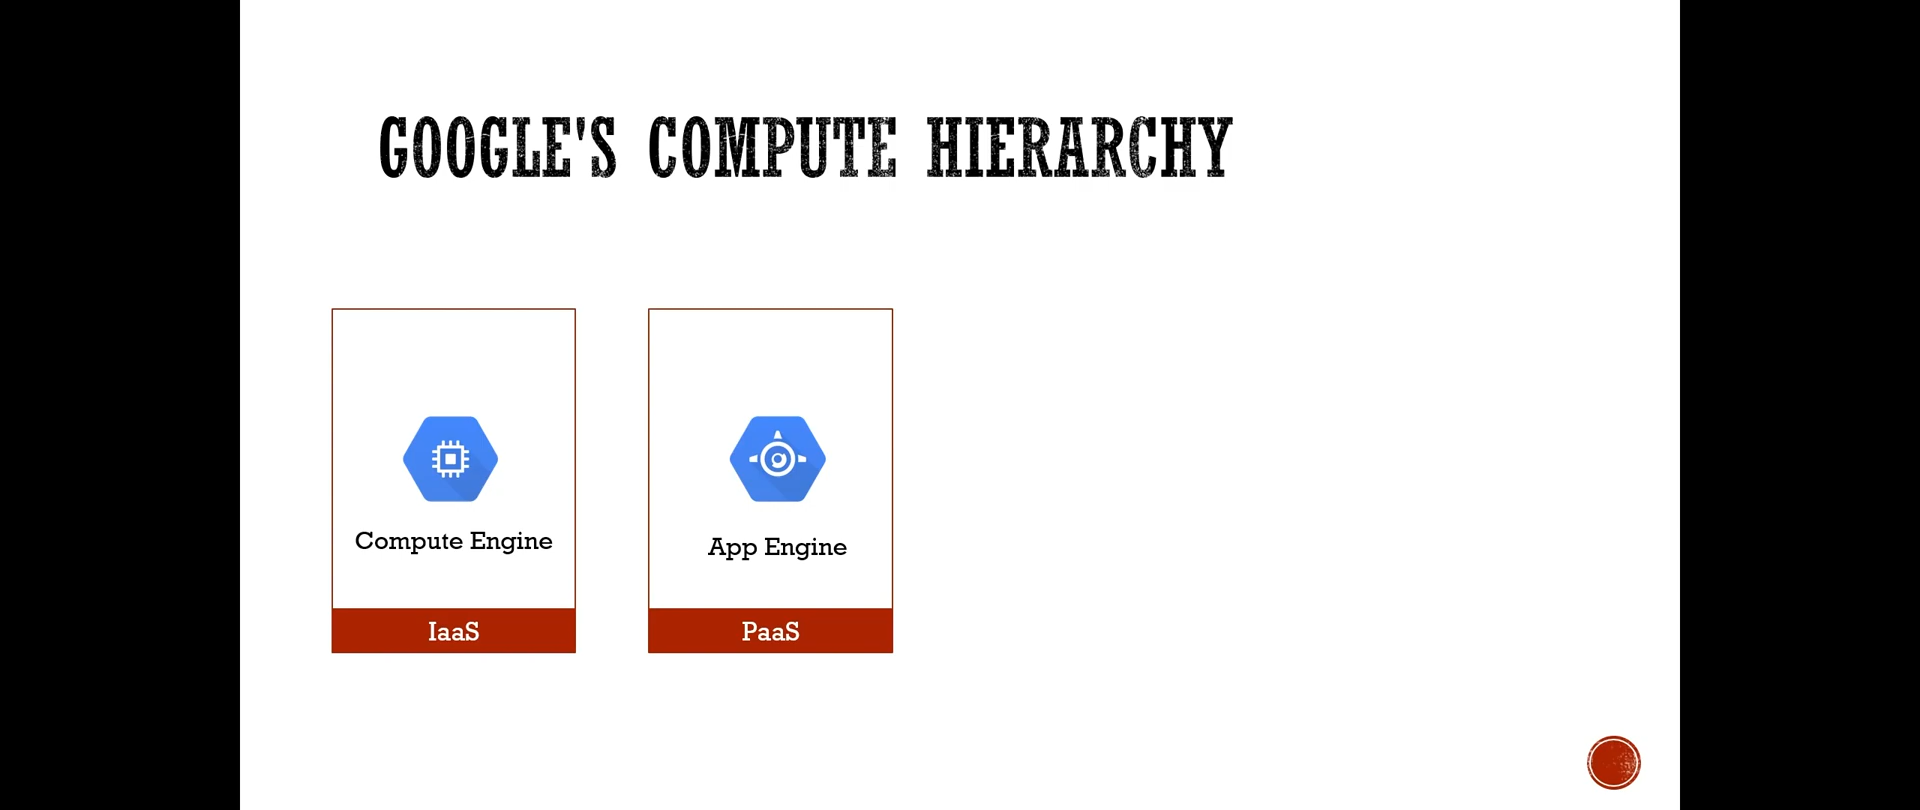 GOOGLE'S COMPUTE HIERARCHY
Compute Engine
App Engine
IaaS
PaaS